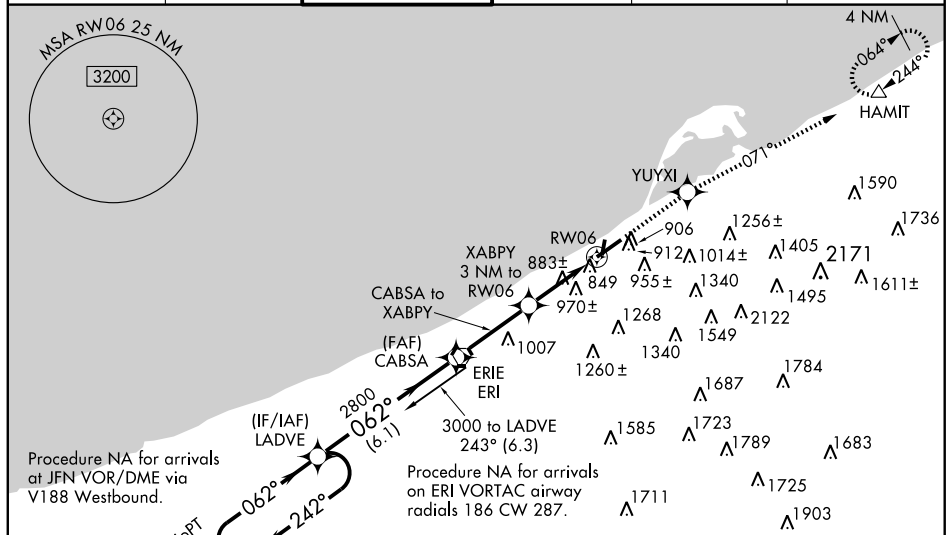 MSA RW06 25 NM
3200
4 NM
064°
244°
HAMIT
071°
YUYXI
1590
1736
906
1256±
RW06
912
1014±
1405
2171
XABPY
3 NM to
RW06
883±
849
955±
1340
1495
1611±
970±
CABSA to
XABPY
1268
1549
2122
(FAF)
CABSA
1007
1340
ERIE
ERI
1260±
1784
2800
062°
(6.1)
1687
(IF/IAF)
LADVE
3000 to LADVE
243° (6.3)
1585
1723
1789
1683
Procedure NA for arrivals
at JFN VOR/DME via
V188 Westbound.
Procedure NA for arrivals
on ERI VORTAC airway
radials 186 CW 287.
062°
242°
1725
1711
1903